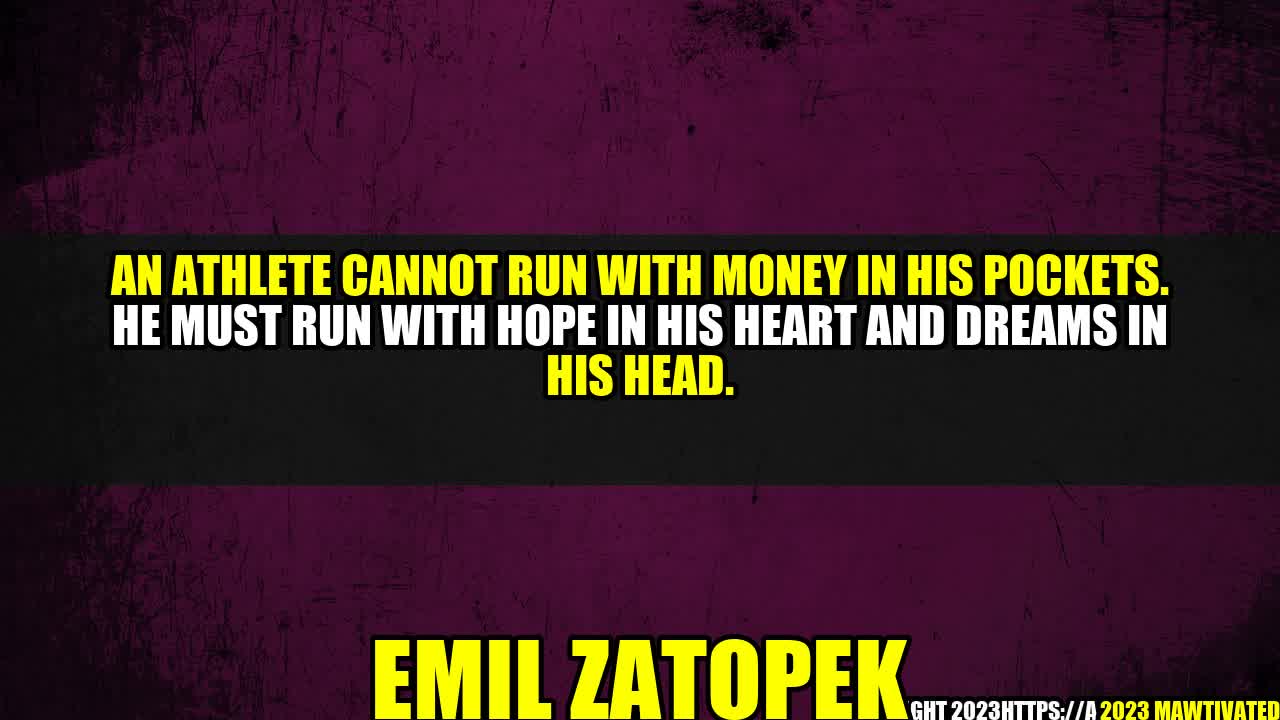 AN ATHLETE CANNOT RUN WITH MONEY IN HIS POCKETS.
HE MUST RUN WITH HOPE IN HIS HEART AND DREAMS IN
HIS HEAD.
EMIL ZATOPEK
2023HTTPS://A 2023 MAWTIVATED